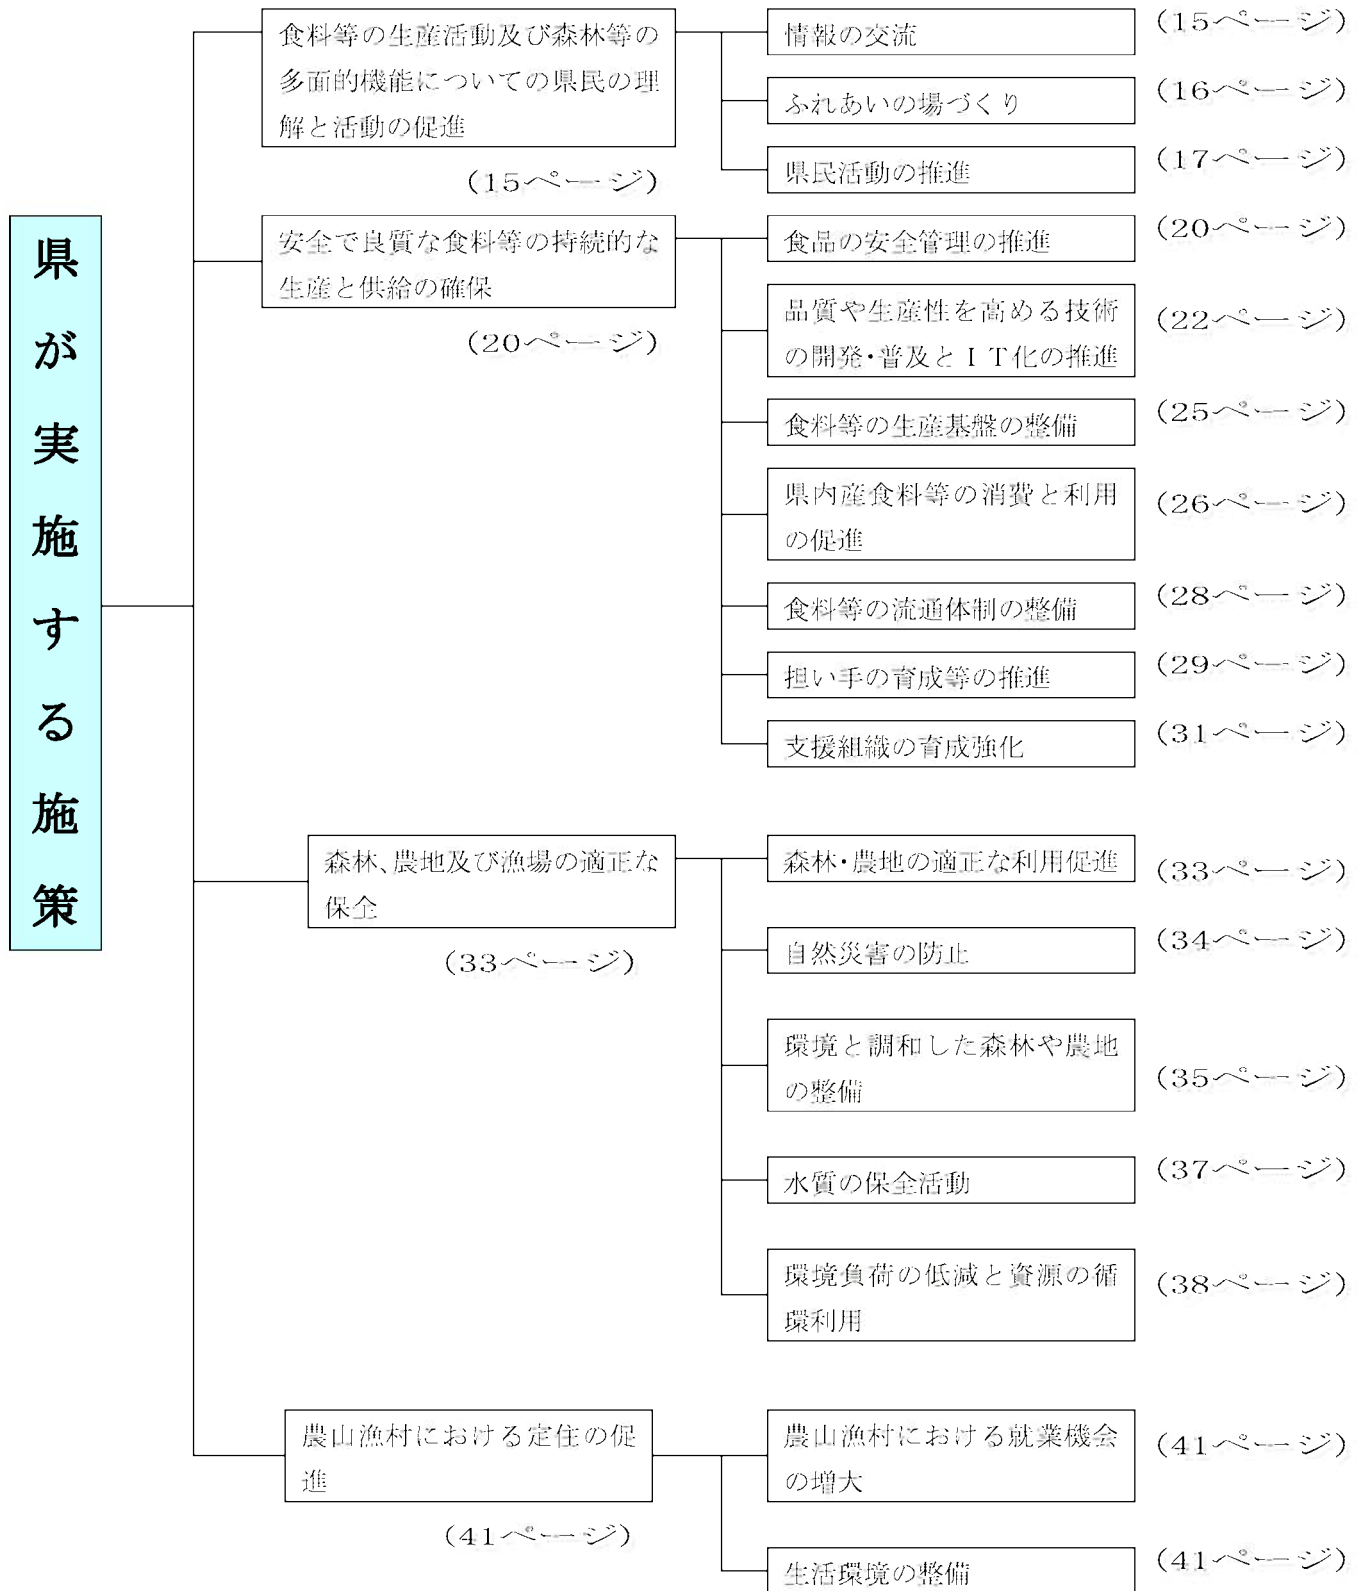 県が実施する施策
食料等の生産活動及び森林等の
多面的機能についての県民の理
解と活動の促進
(15ページ)
情報の交流
(15ページ)
ふれあいの場づくり
(16ページ)
県民活動の推進
(17ページ)
安全で良質な食料等の持続的な
生産と供給の確保
(20ページ)
食品の安全管理の推進
(20ページ)
品質や生産性を高める技術
の開発・普及とＩＴ化の推進
(22ページ)
食料等の生産基盤の整備
(25ページ)
県内産食料等の消費と利用
の促進
(26ページ)
食料等の流通体制の整備
(28ページ)
担い手の育成等の推進
(29ページ)
支援組織の育成強化
(31ページ)
森林、農地及び漁場の適正な
保全
(33ページ)
森林・農地の適正な利用促進
(33ページ)
自然災害の防止
(34ページ)
環境と調和した森林や農地
の整備
(35ページ)
水質の保全活動
(37ページ)
環境負荷の低減と資源の循
環利用
(38ページ)
農山漁村における定住の促
進
(41ページ)
農山漁村における就業機会
の増大
(41ページ)
生活環境の整備
(41ページ)